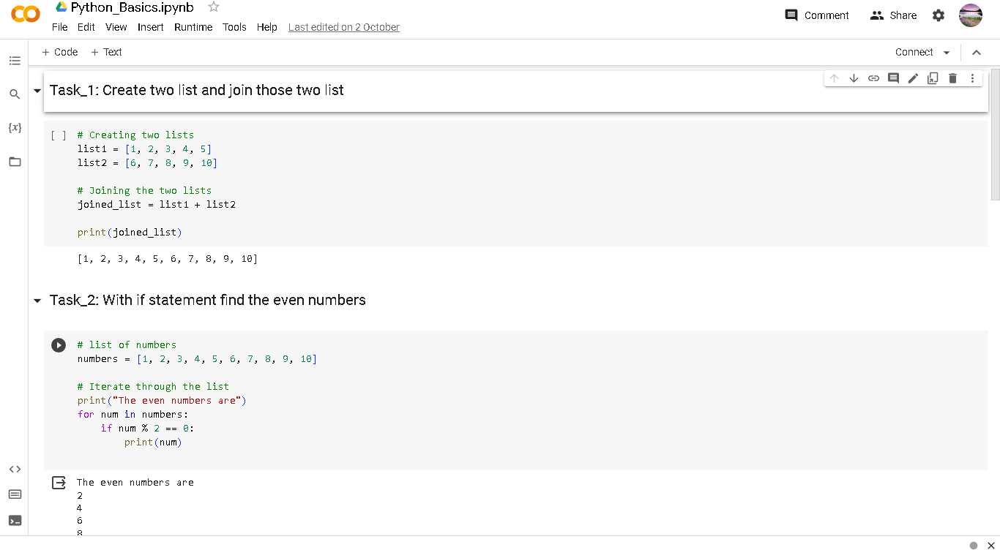 Python_Basics.ipynb
File Edit View Insert Runtime Tools Help Last edited on 2 October
Comment Share
+ Code + Text
Connect
Task_1: Create two list and join those two list
{x}
[ ] # Creating two lists
list1 = [1, 2, 3, 4, 5]
list2 = [6, 7, 8, 9, 10]
# Joining the two lists
joined_list = list1 + list2
print(joined_list)
[1, 2, 3, 4, 5, 6, 7, 8, 9, 10]
Task_2: With if statement find the even numbers
# list of numbers
numbers = [1, 2, 3, 4, 5, 6, 7, 8, 9, 10]
# Iterate through the list
print("The even numbers are")
for num in numbers:
    if num % 2 == 0:
        print(num)
The even numbers are
2
4
6
8